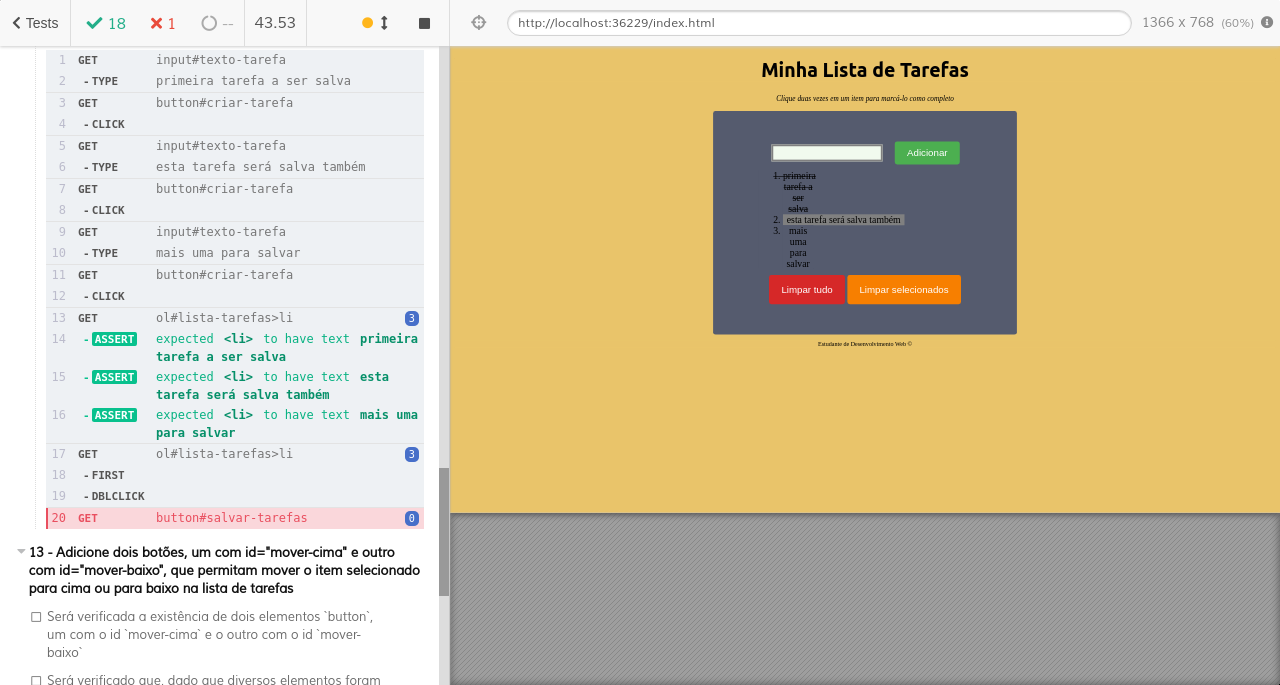 Tests 18 1 -- 43.53
http://localhost:36229/index.html 1366 x 768 (60%)
1 GET input#texto-tarefa
2 - TYPE primeira tarefa a ser salva
3 GET button#criar-tarefa
4 - CLICK
5 GET input#texto-tarefa
6 - TYPE esta tarefa será salva também
7 GET button#criar-tarefa
8 - CLICK
9 GET input#texto-tarefa
10 - TYPE mais uma para salvar
11 GET button#criar-tarefa
12 - CLICK
13 GET ol#lista-tarefas>li 3
14 - ASSERT expected <li> to have text primeira
tarefa a ser salva
15 - ASSERT expected <li> to have text esta
tarefa será salva também
16 - ASSERT expected <li> to have text mais uma
para salvar
17 GET ol#lista-tarefas>li 3
18 - FIRST
19 - DBLCLICK
20 GET button#salvar-tarefas 0
13 - Adicione dois botões, um com id="mover-cima" e outro
com id="mover-baixo", que permitam mover o item selecionado
para cima ou para baixo na lista de tarefas
Será verificada a existência de dois elementos `button`,
um com o id `mover-cima` e o outro com o id `mover-
baixo`
Será verificado que, dado que diversos elementos foram
Minha Lista de Tarefas
Clique duas vezes em um item para marcá-lo como completo
Adicionar
1. primeira
tarefa a
ser
salva
2. esta tarefa será salva também
3. mais
uma
para
salvar
Limpar tudo Limpar selecionados
Estudante de Desenvolvimento Web ©